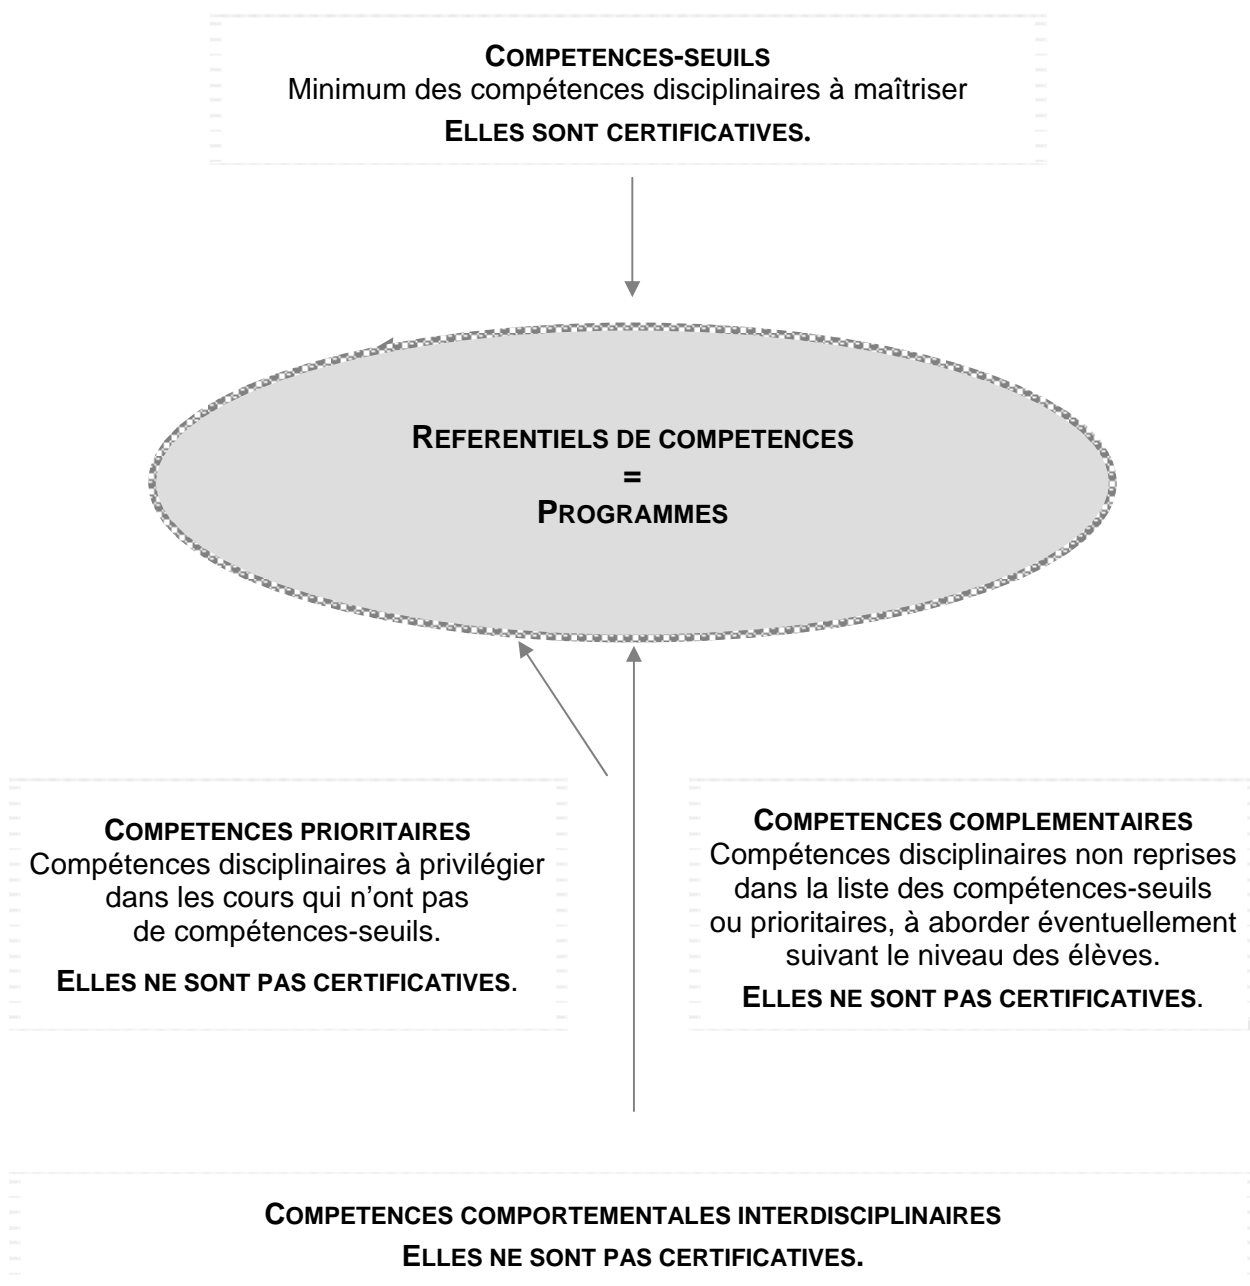 COMPETENCES-SEUILS
Minimum des compétences disciplinaires à maîtriser
ELLES SONT CERTIFICATIVES.
REFERENTIELS DE COMPETENCES
=
PROGRAMMES
COMPETENCES PRIORITAIRES
Compétences disciplinaires à privilégier
dans les cours qui n'ont pas
de compétences-seuils.
ELLES NE SONT PAS CERTIFICATIVES.
COMPETENCES COMPLEMENTAIRES
Compétences disciplinaires non reprises
dans la liste des compétences-seuils
ou prioritaires, à aborder éventuellement
suivant le niveau des élèves.
ELLES NE SONT PAS CERTIFICATIVES.
COMPETENCES COMPORTEMENTALES INTERDISCIPLINAIRES
ELLES NE SONT PAS CERTIFICATIVES.